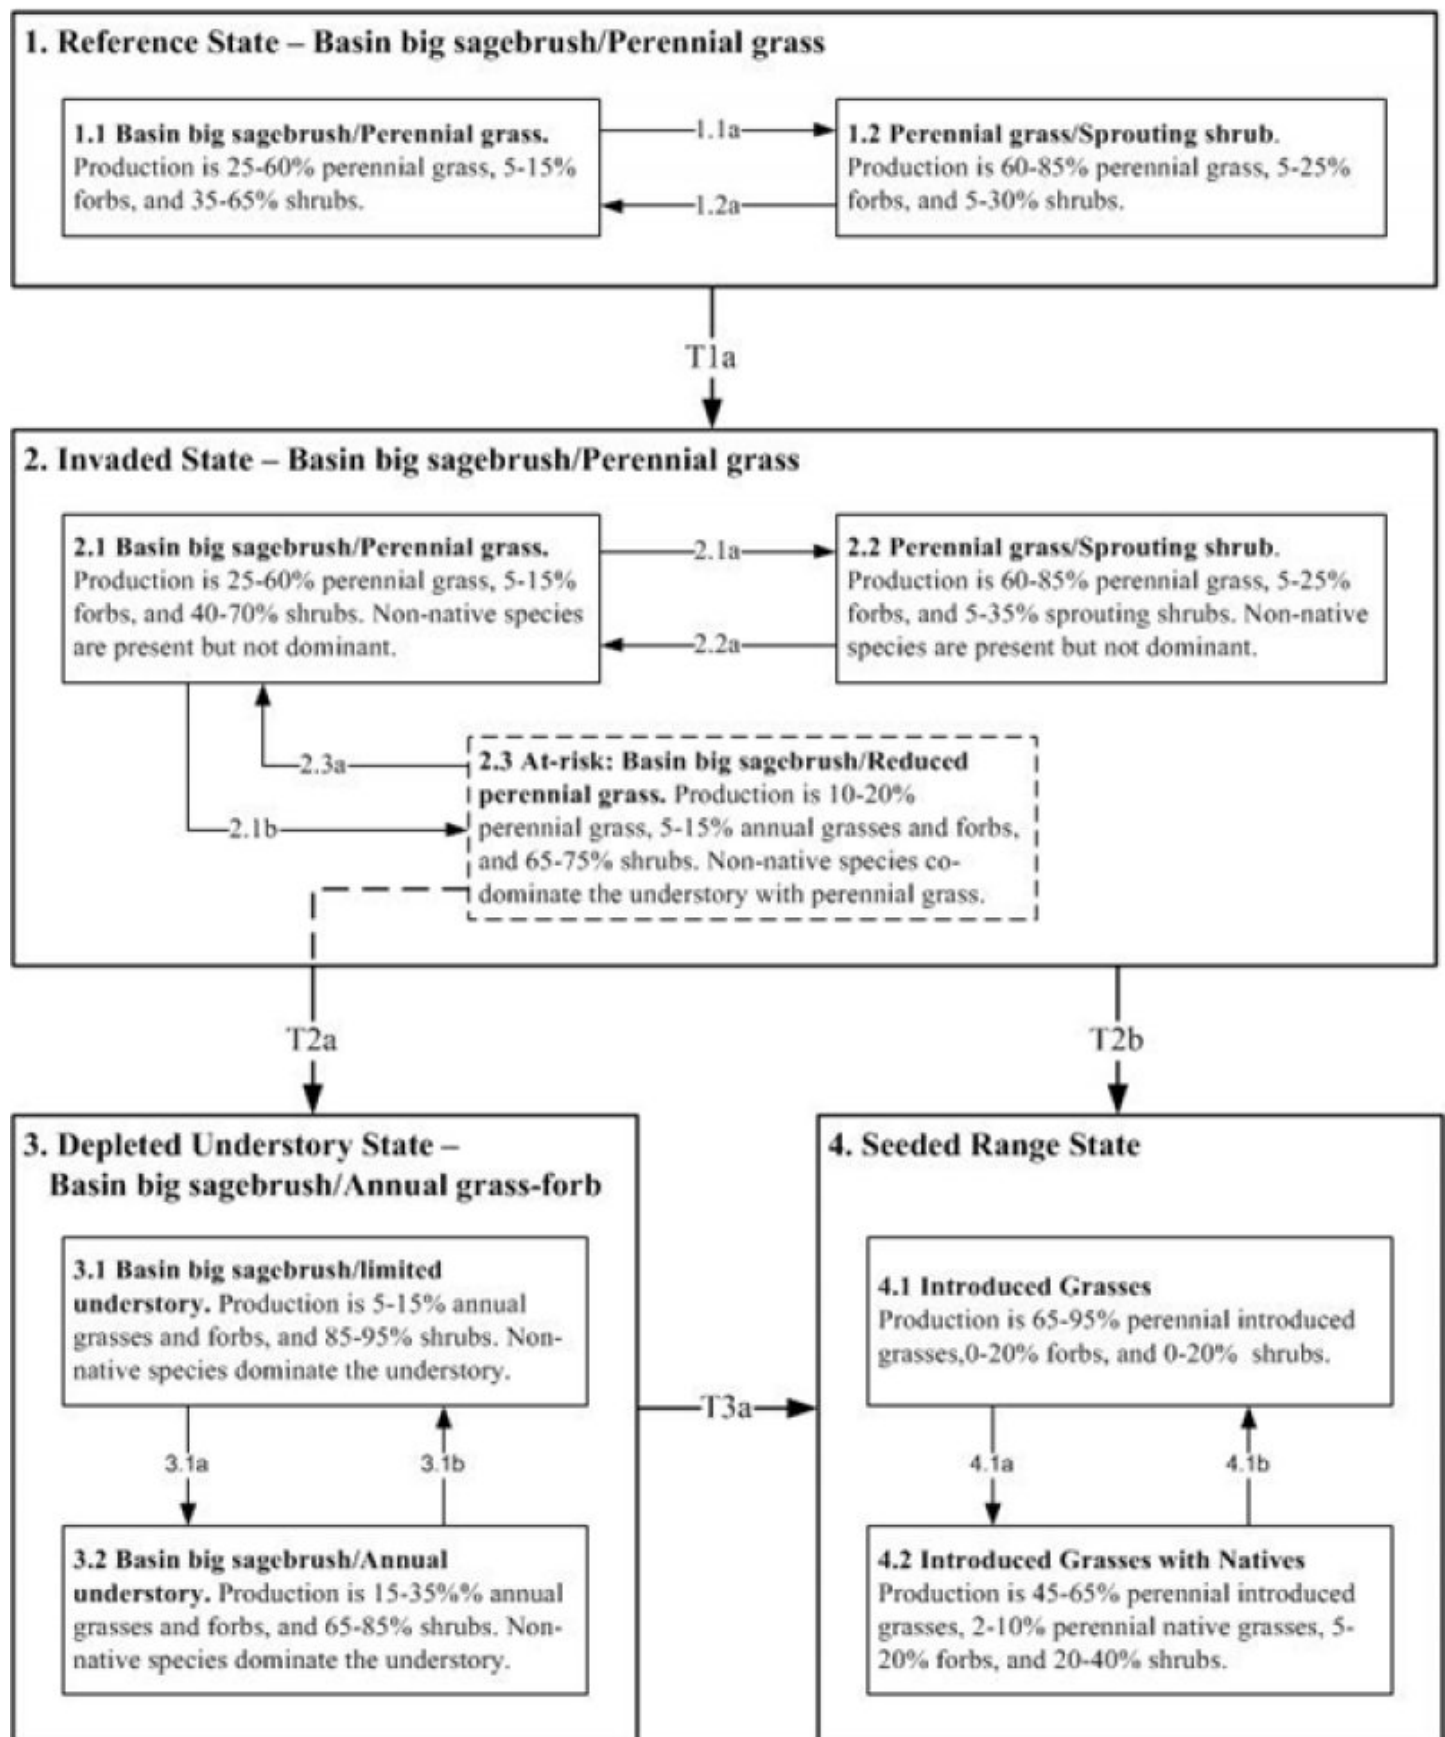 1. Reference State – Basin big sagebrush/Perennial grass
1.1 Basin big sagebrush/Perennial grass.
Production is 25-60% perennial grass, 5-15%
forbs, and 35-65% shrubs.
1.1a
1.2a
1.2 Perennial grass/Sprouting shrub.
Production is 60-85% perennial grass, 5-25%
forbs, and 5-30% shrubs.
T1a
2. Invaded State – Basin big sagebrush/Perennial grass
2.1 Basin big sagebrush/Perennial grass.
Production is 25-60% perennial grass, 5-15%
forbs, and 40-70% shrubs. Non-native species
are present but not dominant.
2.1a
2.2a
2.2 Perennial grass/Sprouting shrub.
Production is 60-85% perennial grass, 5-25%
forbs, and 5-35% sprouting shrubs. Non-native
species are present but not dominant.
2.3a
2.1b
2.3 At-risk: Basin big sagebrush/Reduced
perennial grass. Production is 10-20%
perennial grass, 5-15% annual grasses and forbs,
and 65-75% shrubs. Non-native species co-
dominate the understory with perennial grass.
T2a
T2b
3. Depleted Understory State –
Basin big sagebrush/Annual grass-forb
3.1 Basin big sagebrush/limited
understory. Production is 5-15% annual
grasses and forbs, and 85-95% shrubs. Non-
native species dominate the understory.
3.1a
3.1b
3.2 Basin big sagebrush/Annual
understory. Production is 15-35%% annual
grasses and forbs, and 65-85% shrubs. Non-
native species dominate the understory.
T3a
4. Seeded Range State
4.1 Introduced Grasses
Production is 65-95% perennial introduced
grasses,0-20% forbs, and 0-20% shrubs.
4.1a
4.1b
4.2 Introduced Grasses with Natives
Production is 45-65% perennial introduced
grasses, 2-10% perennial native grasses, 5-
20% forbs, and 20-40% shrubs.